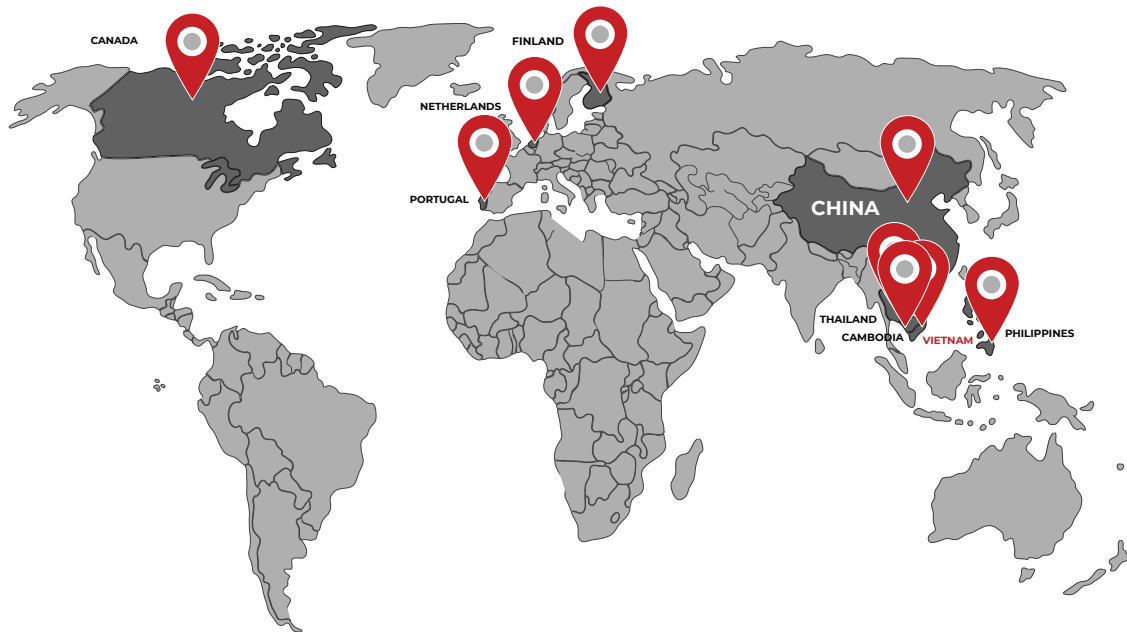 CANADA
FINLAND
NETHERLANDS
PORTUGAL
CHINA
THAILAND
CAMBODIA
VIETNAM
PHILIPPINES